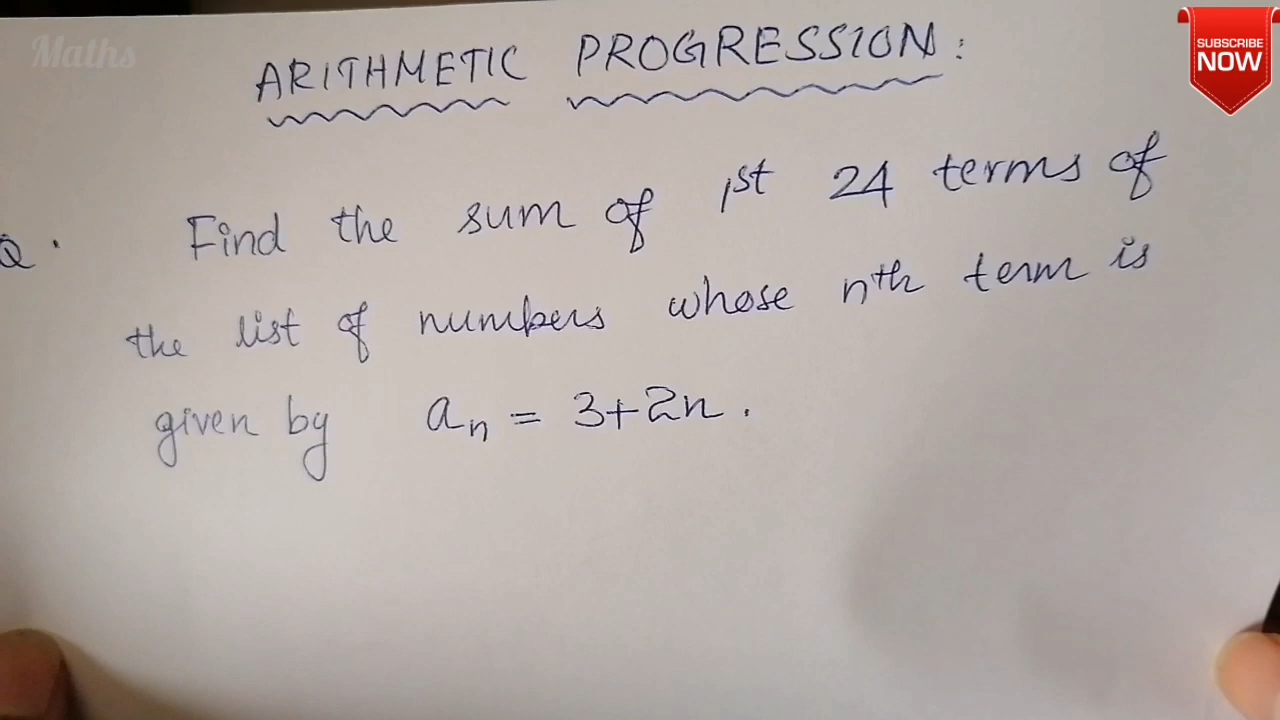 Maths
SUBSCRIBE
NOW
ARITHMETIC PROGRESSION:
Q. Find the sum of 1st 24 terms of
the list of numbers whose nth term is
given by an = 3+2n.